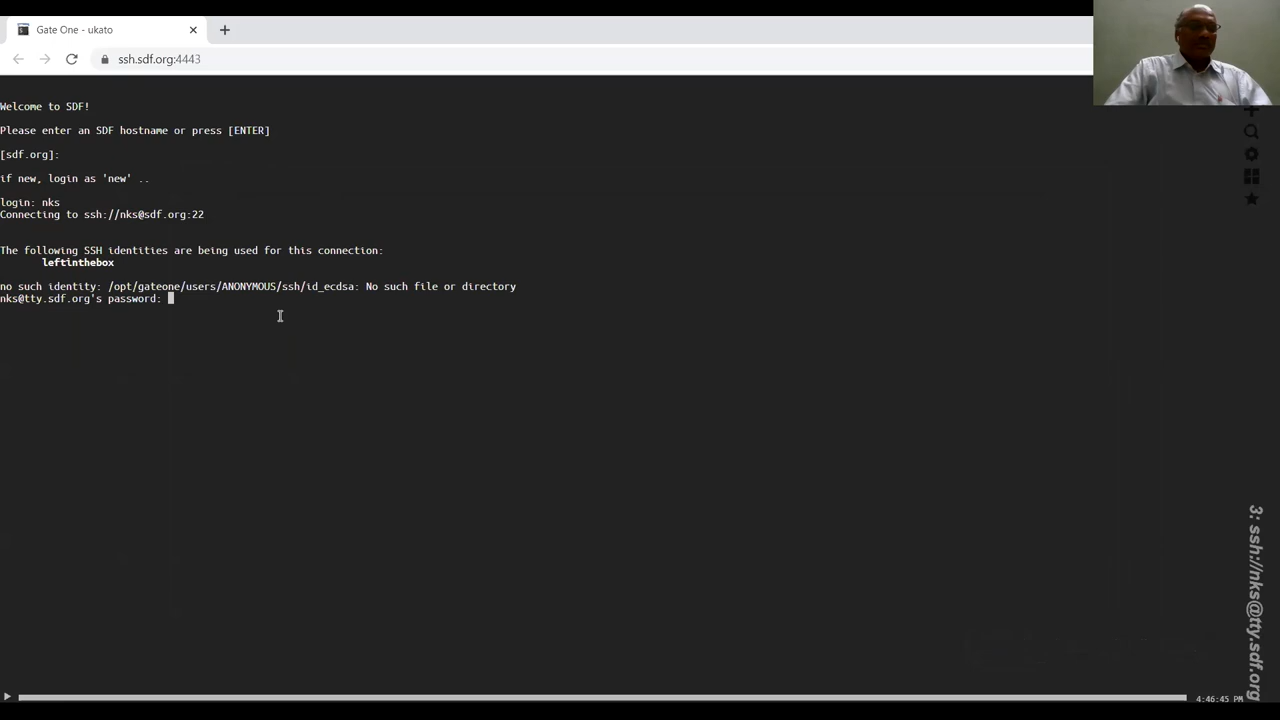 Gate One - ukato
ssh.sdf.org:4443
Welcome to SDF!
Please enter an SDF hostname or press [ENTER]
[sdf.org]:
if new, login as 'new' ..
login: nks
Connecting to ssh://nks@sdf.org:22
The following SSH identities are being used for this connection:
leftinthebox
no such identity: /opt/gateone/users/ANONYMOUS/ssh/id_ecdsa: No such file or directory
nks@tty.sdf.org's password:
3: ssh://nks@tty.sdf.org
4:46:45 PM